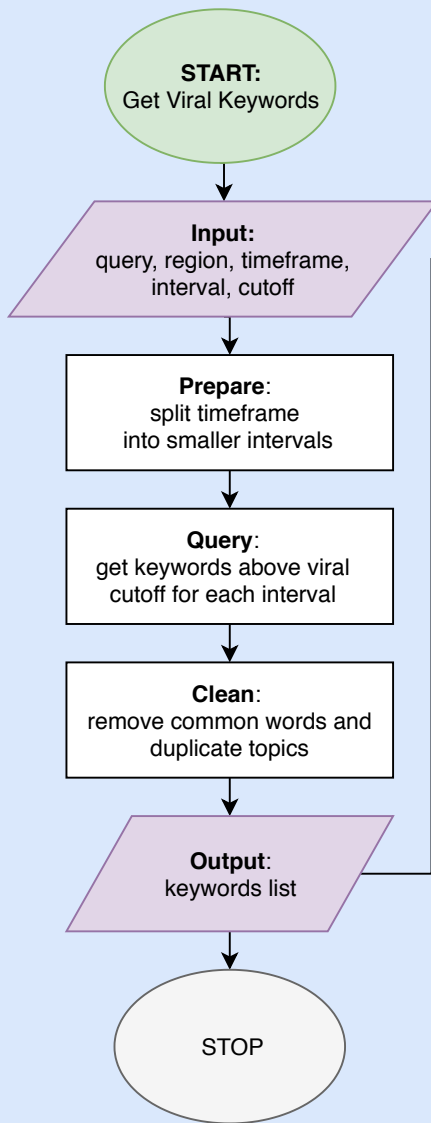 START:
Get Viral Keywords
Input:
query, region, timeframe,
interval, cutoff
Prepare:
split timeframe
into smaller intervals
Query:
get keywords above viral
cutoff for each interval
Clean:
remove common words and
duplicate topics
Output:
keywords list
STOP